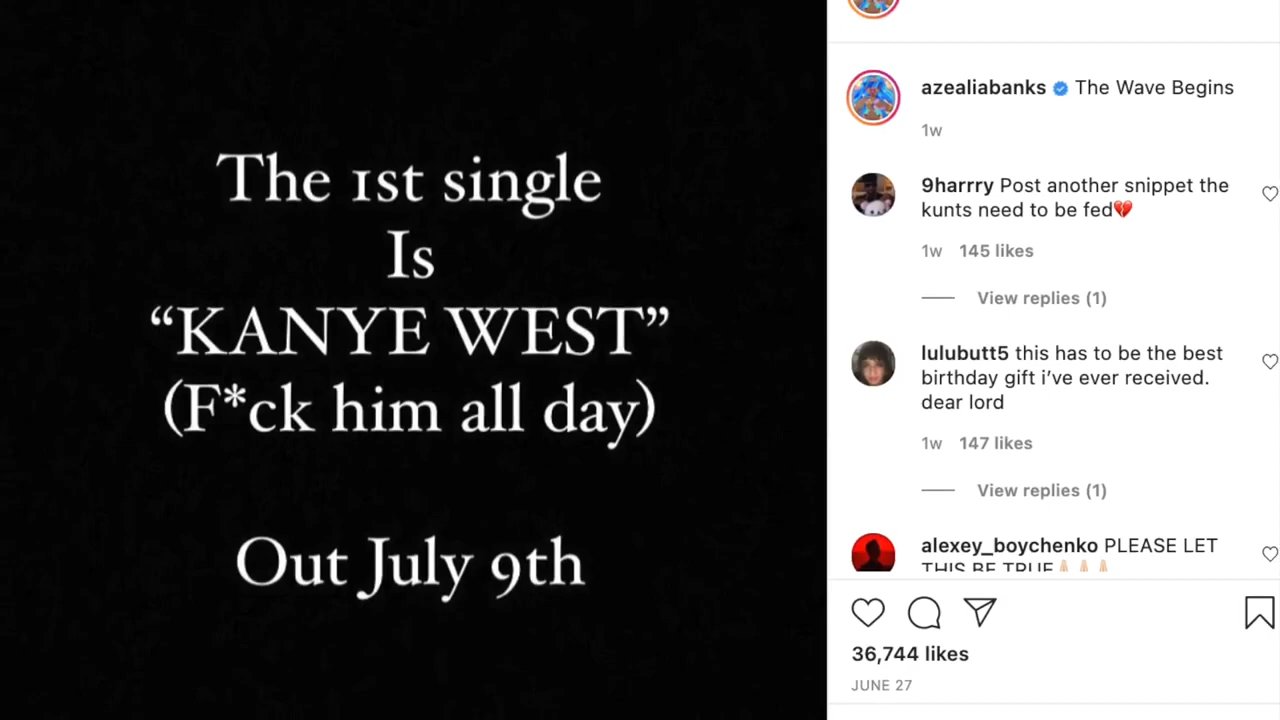 The 1st single
Is
“KANYE WEST”
(F*ck him all day)
Out July 9th
azealiabanks The Wave Begins
1w
9harrry Post another snippet the
kunts need to be fed💔
1w 145 likes
View replies (1)
lulubutt5 this has to be the best
birthday gift i’ve ever received.
dear lord
1w 147 likes
View replies (1)
alexey_boychenko PLEASE LET
THIS BE TRUE🙏🏻🙏🏻🙏🏻
36,744 likes
JUNE 27